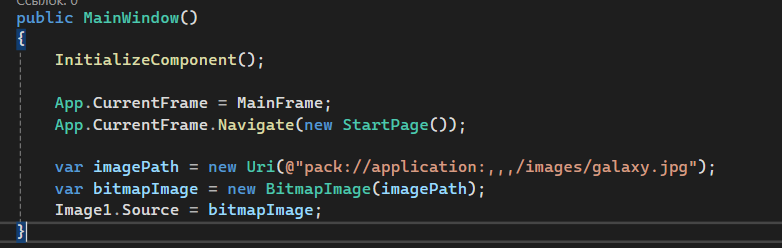 Ссылок: 0
public MainWindow()
{
InitializeComponent();
App.CurrentFrame = MainFrame;
App.CurrentFrame.Navigate(new StartPage());
var imagePath = new Uri(@"pack://application:,,,/images/galaxy.jpg");
var bitmapImage = new BitmapImage(imagePath);
Image1.Source = bitmapImage;
}